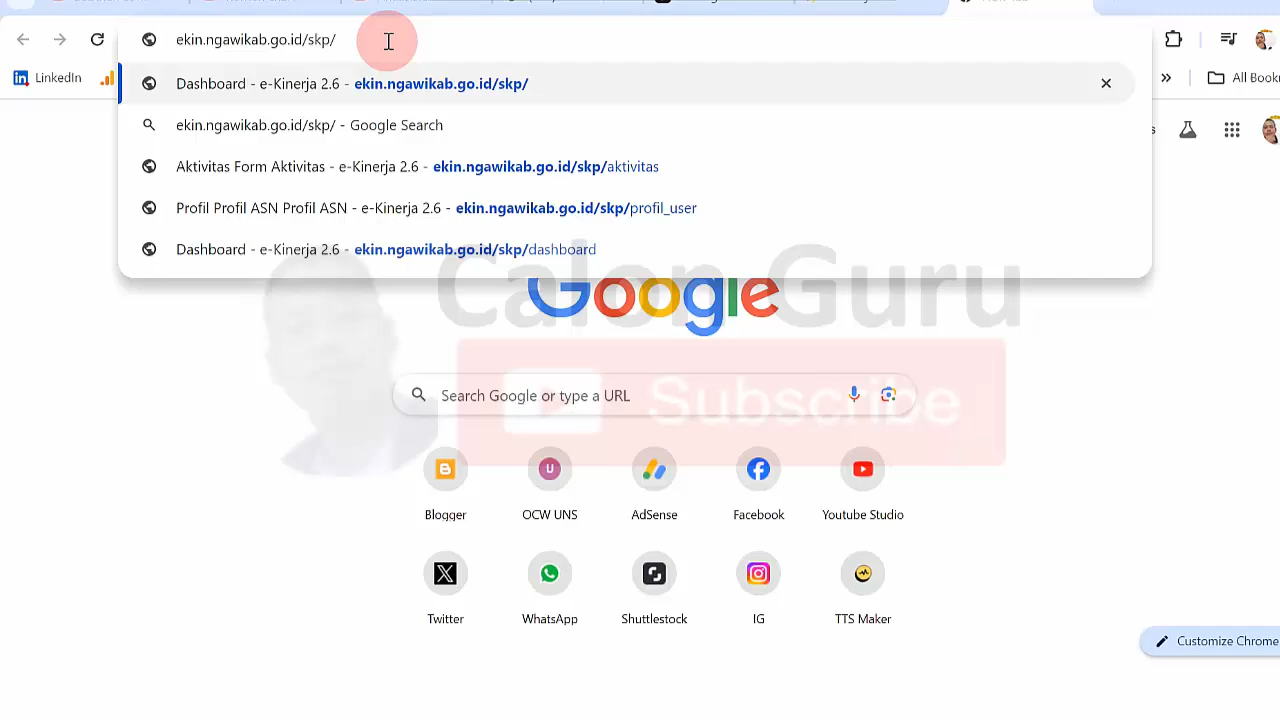 ekin.ngawikab.go.id/skp/
LinkedIn
All Book
Dashboard - e-Kinerja 2.6 - ekin.ngawikab.go.id/skp/
ekin.ngawikab.go.id/skp/ - Google Search
Aktivitas Form Aktivitas - e-Kinerja 2.6 - ekin.ngawikab.go.id/skp/aktivitas
Profil Profil ASN Profil ASN - e-Kinerja 2.6 - ekin.ngawikab.go.id/skp/profil_user
Dashboard - e-Kinerja 2.6 - ekin.ngawikab.go.id/skp/dashboard
Calon Guru
Google
Search Google or type a URL
Subscribe
U
Blogger OCW UNS AdSense Facebook Youtube Studio
Twitter WhatsApp Shuttlestock IG TTS Maker
Customize Chrome